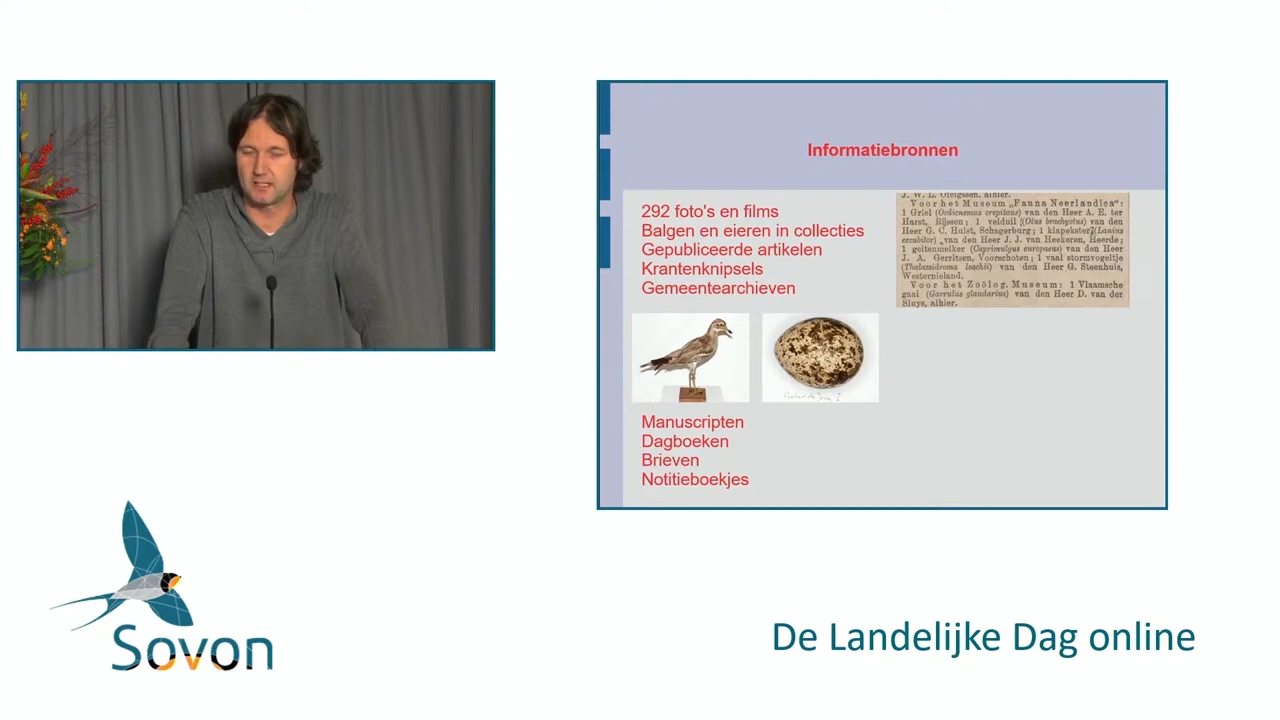 Informatiebronnen
292 foto's en films
Balgen en eieren in collecties
Gepubliceerde artikelen
Krantenknipsels
Gemeentearchieven
Voor het Museum „Fauna Neerlandica":
1 Griel (Oedicnemus crepitans) van den Heer A. E. ter
Horst, Rijssen; 1 velduil (Otus brachyotus) van den
Heer G. C. Hulst, Schagerburg; 1 klapekster (Lanius
excubitor) van den Heer J. J. van Heekeren, Heerde;
1 geitenmelker (Caprimulgus europaeus) van den Heer
J. A. Gerritsen, Voorschoten; 1 vaal stormvogeltje
(Thalassidroma leachii) van den Heer G. Steenhuis,
Westernieland.
Voor het Zoölog. Museum: 1 Vlaamsche
gaai (Garrulus glandarius) van den Heer D. van der
Sluys, alhier.
Manuscripten
Dagboeken
Brieven
Notitieboekjes
Sovon
De Landelijke Dag online